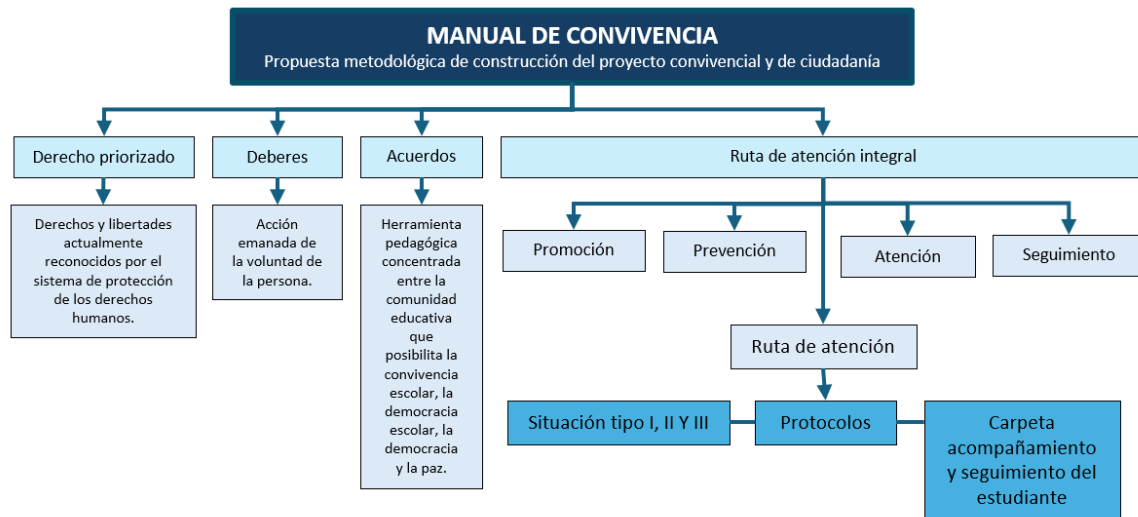 MANUAL DE CONVIVENCIA
Propuesta metodológica de construcción del proyecto convivencial y de ciudadanía
Derecho priorizado
Deberes
Acuerdos
Ruta de atención integral
Derechos y libertades
actualmente
reconocidos por el
sistema de protección
de los derechos
humanos.
Acción
emanada de
la voluntad de
la persona.
Herramienta
pedagógica
concentrada
entre la
comunidad
educativa
que
posibilita la
convivencia
escolar, la
democracia
escolar, la
democracia
y la paz.
Promoción
Prevención
Atención
Seguimiento
Ruta de atención
Situación tipo I, II Y III
Protocolos
Carpeta
acompañamiento
y seguimiento del
estudiante